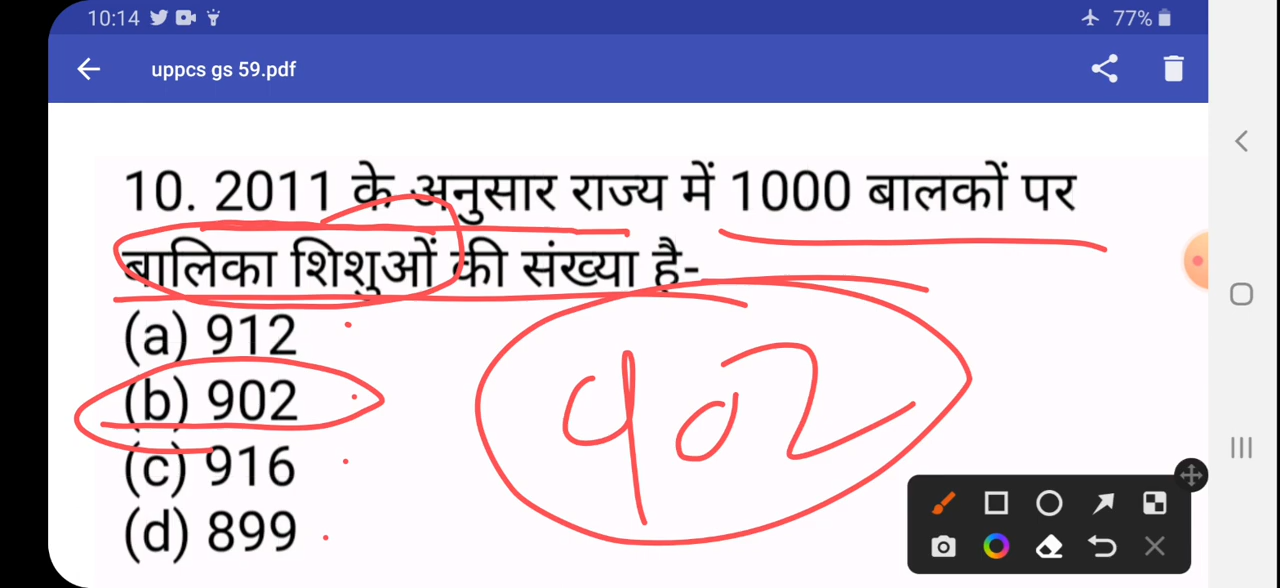 10:14
77%
uppcs gs 59.pdf
10. 2011 के अनुसार राज्य में 1000 बालकों पर
बालिका शिशुओं की संख्या है-
(a) 912
(b) 902
(c) 916
(d) 899
902